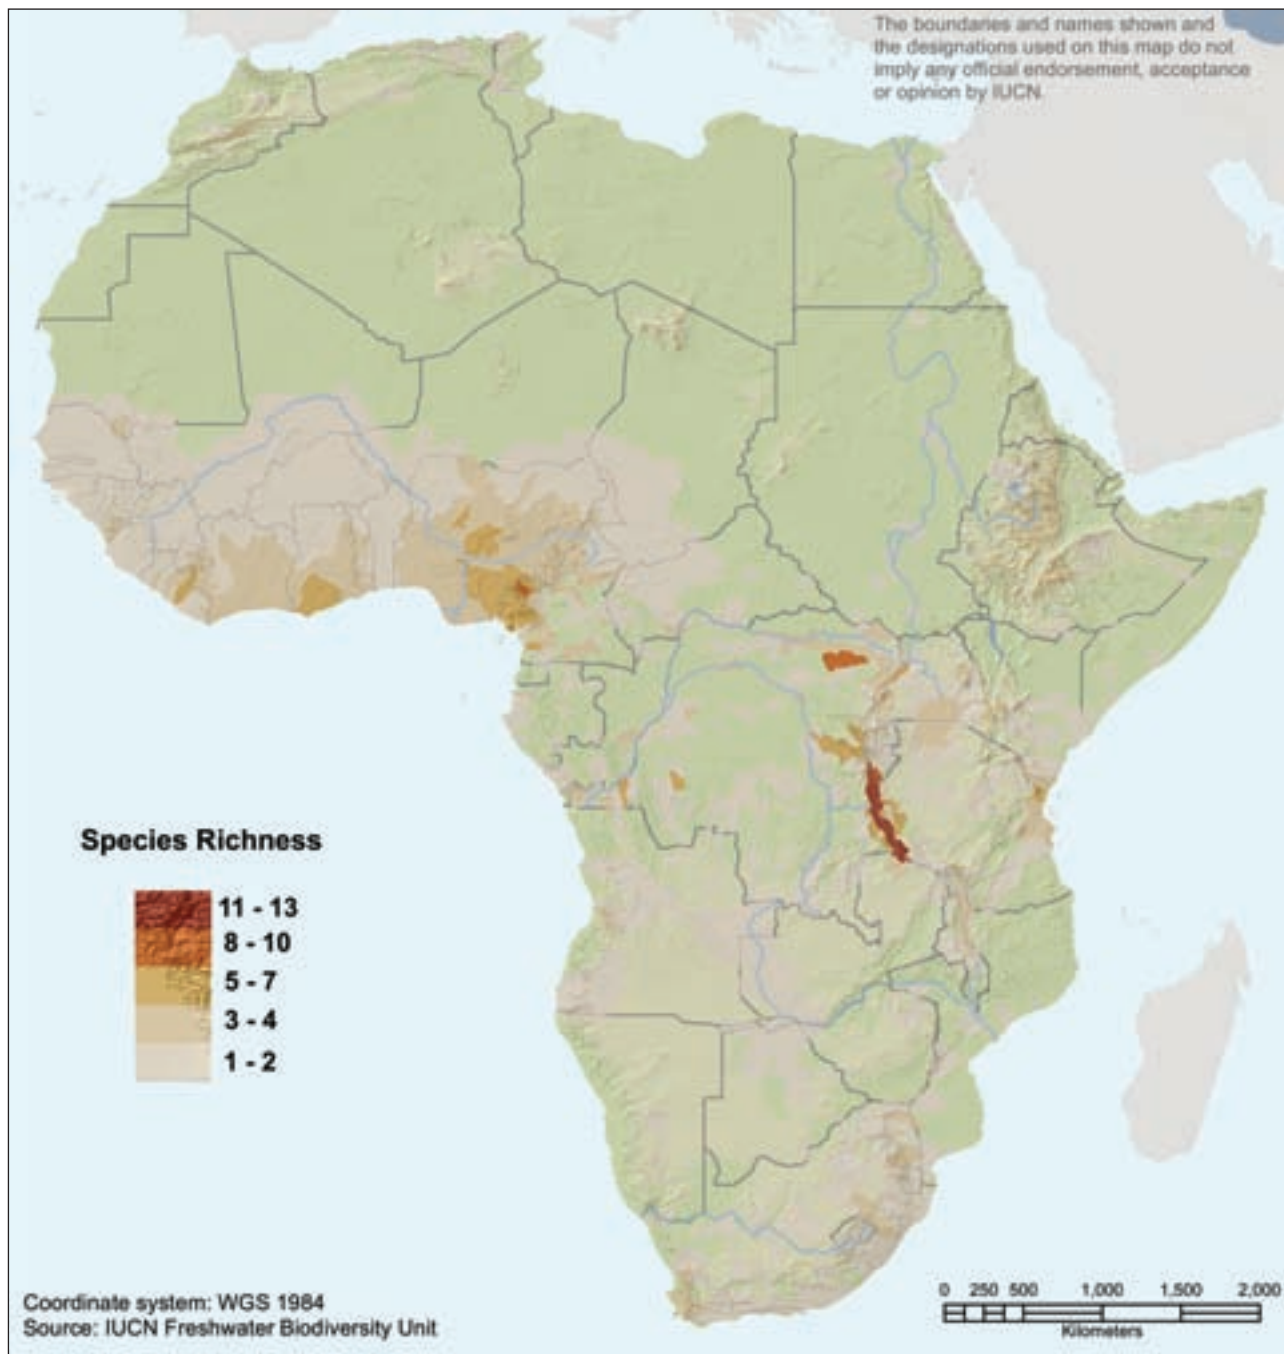 The boundaries and names shown and
the designations used on this map do not
imply any official endorsement, acceptance
or opinion by IUCN.
Species Richness
11 - 13
8 - 10
5 - 7
3 - 4
1 - 2
Coordinate system: WGS 1984
Source: IUCN Freshwater Biodiversity Unit
0 250 500 1,000 1,500 2,000
Kilometers